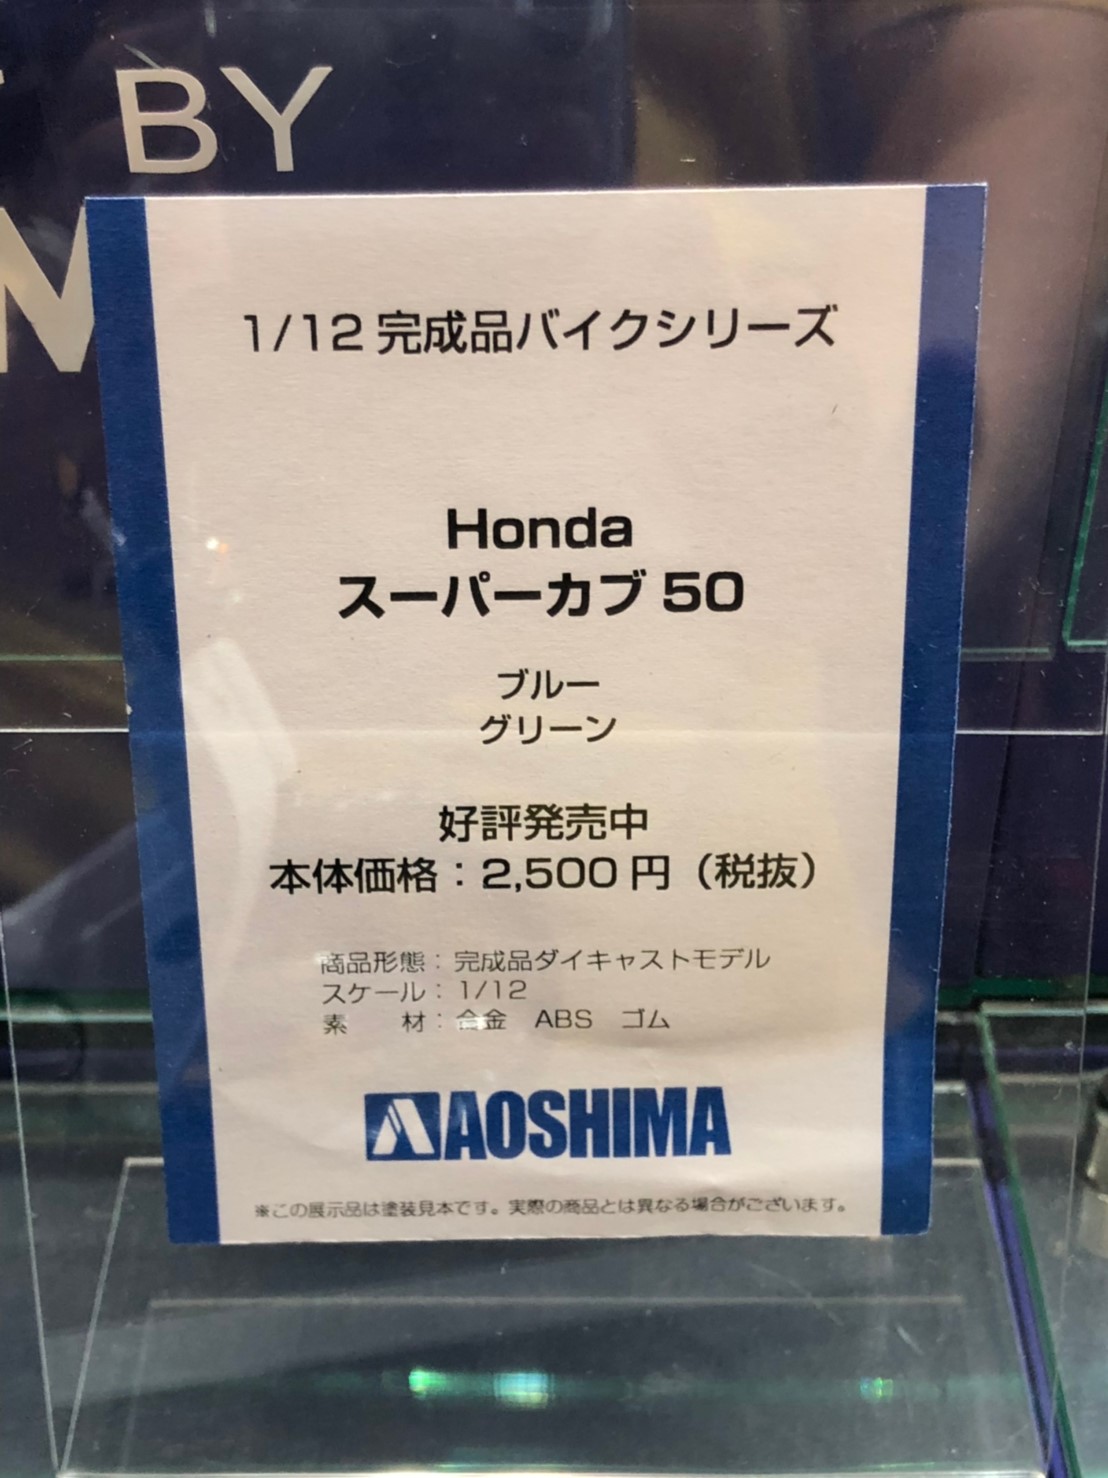 BY
M
1/12 完成品バイクシリーズ
Honda
スーパーカブ 50
ブルー
グリーン
好評発売中
本体価格：2,500 円（税抜）
商品形態：完成品ダイキャストモデル
スケール：1/12
素　　材：合金　ABS　ゴム
AOSHIMA
※この展示品は塗装見本です。実際の商品とは異なる場合がございます。